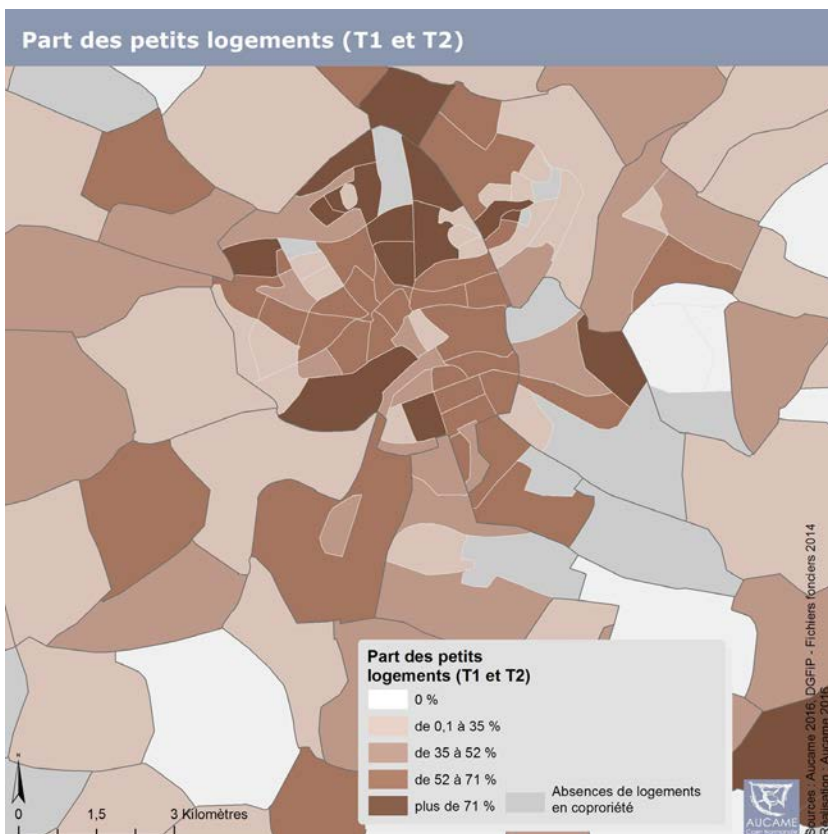 Part des petits logements (T1 et T2)
Part des petits
logements (T1 et T2)
0 %
de 0,1 à 35 %
de 35 à 52 %
de 52 à 71 %
plus de 71 %
Absences de logements
en coproriété
N
0 1,5 3 Kilomètres
AUCAME
Sources : Aucame 2016, DGFiP - Fichiers fonciers 2014
Réalisation : Aucame 2016